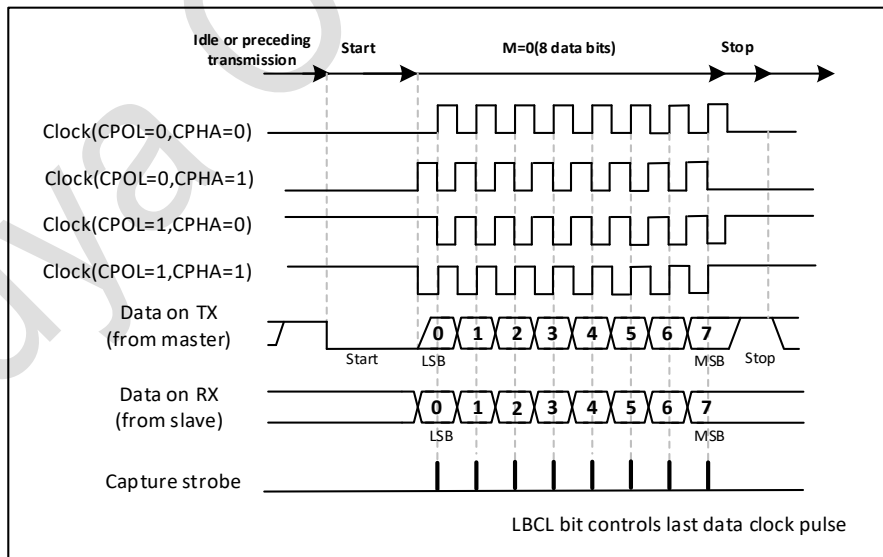 Idle or preceding
transmission
Start
M=0(8 data bits)
Stop
Clock(CPOL=0,CPHA=0)
Clock(CPOL=0,CPHA=1)
Clock(CPOL=1,CPHA=0)
Clock(CPOL=1,CPHA=1)
Data on TX
(from master)
0 1 2 3 4 5 6 7
Start
LSB
MSB
Stop
Data on RX
(from slave)
0 1 2 3 4 5 6 7
LSB
MSB
Capture strobe
LBCL bit controls last data clock pulse